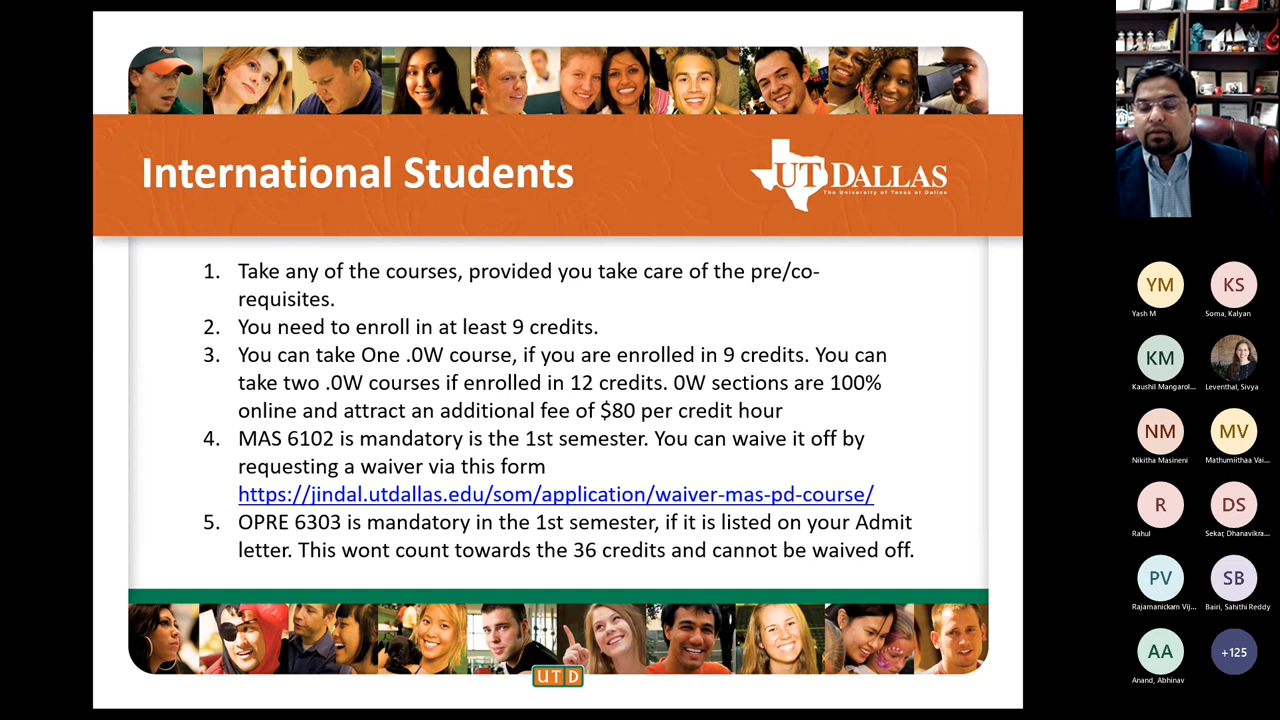 International Students
UT DALLAS
The University of Texas at Dallas
1. Take any of the courses, provided you take care of the pre/co-
requisites.
2. You need to enroll in at least 9 credits.
3. You can take One .0W course, if you are enrolled in 9 credits. You can
take two .0W courses if enrolled in 12 credits. 0W sections are 100%
online and attract an additional fee of $80 per credit hour
4. MAS 6102 is mandatory is the 1st semester. You can waive it off by
requesting a waiver via this form
https://jindal.utdallas.edu/som/application/waiver-mas-pd-course/
5. OPRE 6303 is mandatory in the 1st semester, if it is listed on your Admit
letter. This wont count towards the 36 credits and cannot be waived off.
UTD
YM KS
Yash M Soma, Kalyan
KM
Kaushil Mangarol... Leventhal, Sivya
NM MV
Nikitha Masineni Mathumiithaa Vai...
R DS
Rahul Sekar, Dhanavikra...
PV SB
Rajamanickam Vij... Bairi, Sahithi Reddy
AA +125
Anand, Abhinav